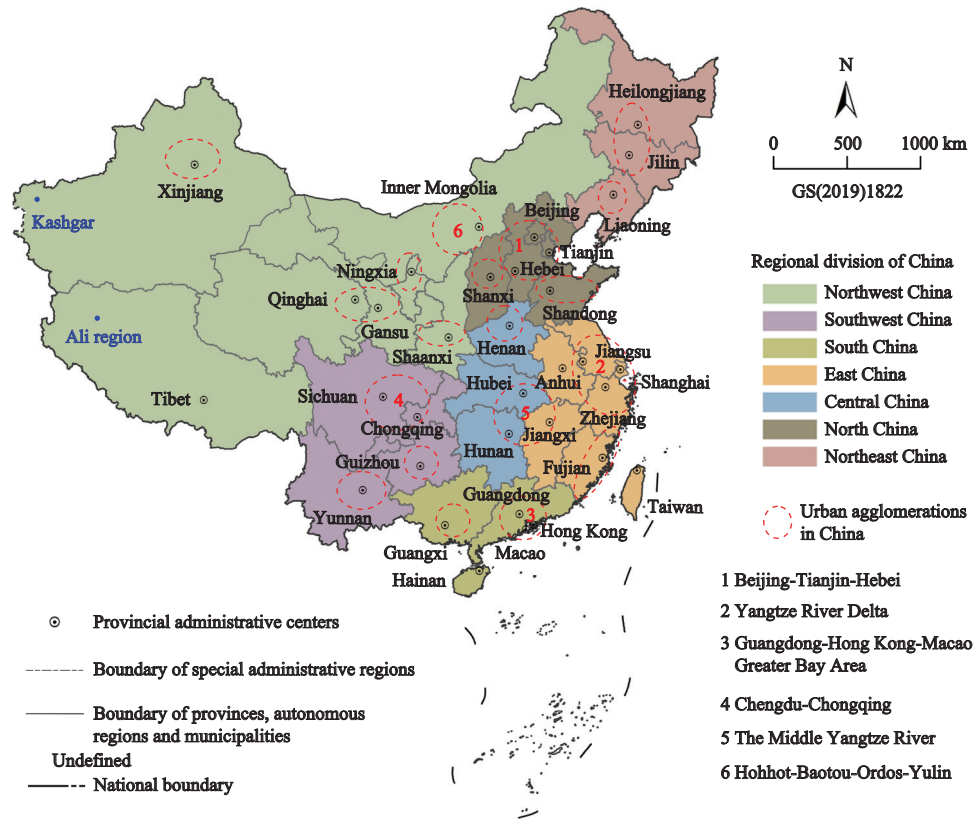 Heilongjiang
Jilin
Liaoning
Xinjiang
Kashgar
Inner Mongolia
6
Beijing
1
Tianjin
Hebei
Ningxia
Shanxi
Qinghai
Gansu
Shandong
Ali region
Shaanxi
Henan
Jiangsu
2
Shanghai
Hubei
Anhui
Sichuan
4
Tibet
Chongqing
5
Zhejiang
Jiangxi
Hunan
Guizhou
Fujian
Guangdong
Yunnan
3
Taiwan
Hong Kong
Guangxi
Macao
Hainan
N
0 500 1000 km
GS(2019)1822
Regional division of China
Northwest China
Southwest China
South China
East China
Central China
North China
Northeast China
Urban agglomerations
in China
1 Beijing-Tianjin-Hebei
2 Yangtze River Delta
3 Guangdong-Hong Kong-Macao
Greater Bay Area
4 Chengdu-Chongqing
5 The Middle Yangtze River
6 Hohhot-Baotou-Ordos-Yulin
Provincial administrative centers
Boundary of special administrative regions
Boundary of provinces, autonomous
regions and municipalities
Undefined
National boundary